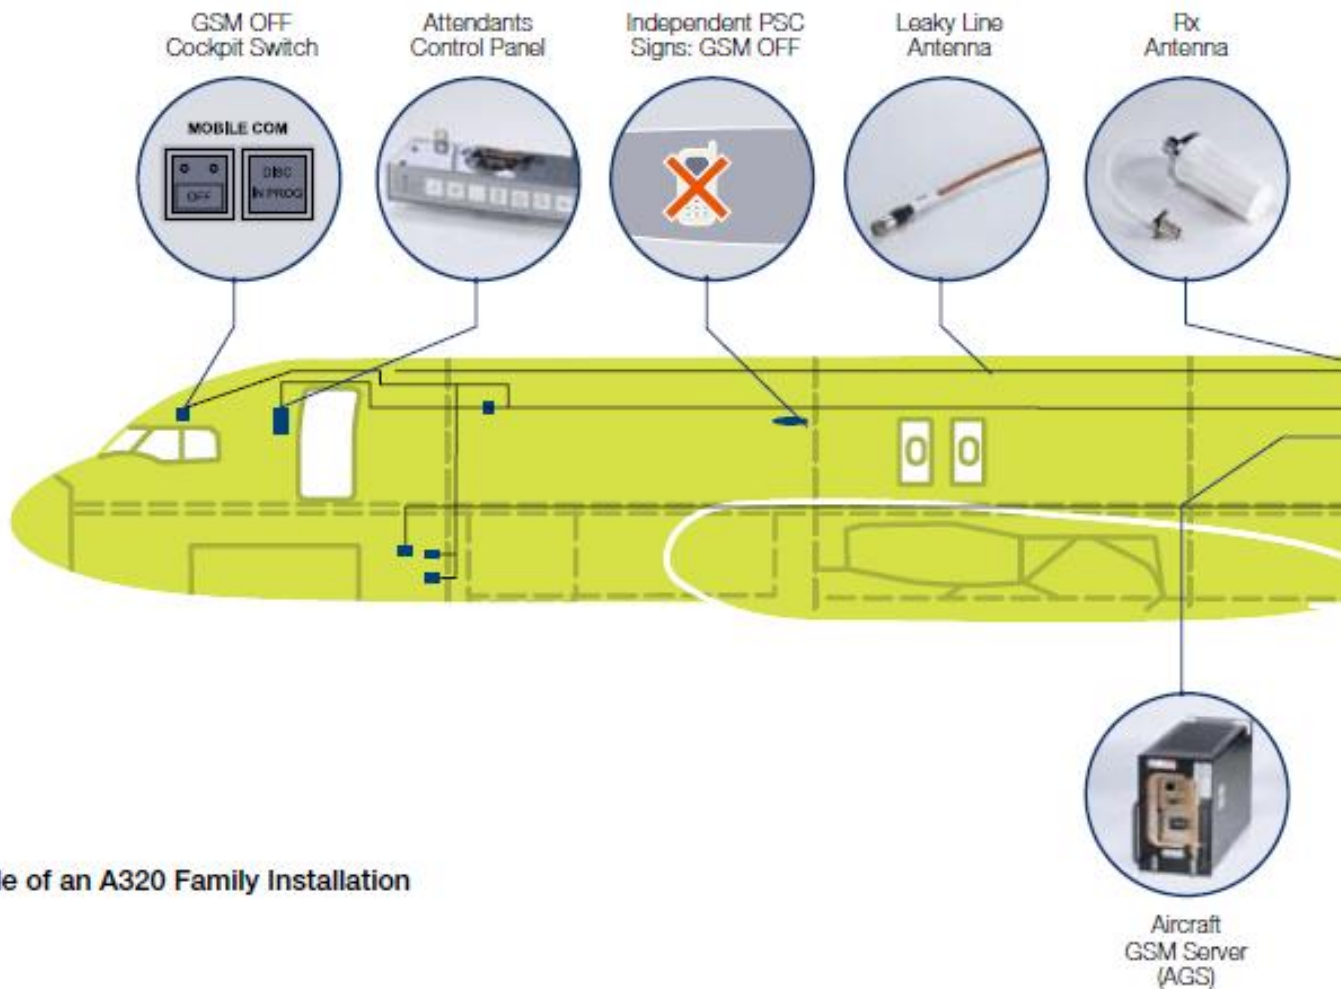 GSM OFF
Cockpit Switch
Attendants
Control Panel
Independent PSC
Signs: GSM OFF
Leaky Line
Antenna
Rx
Antenna
MOBILE COM
OFF
DISC
IN PROG
le of an A320 Family Installation
Aircraft
GSM Server
(AGS)